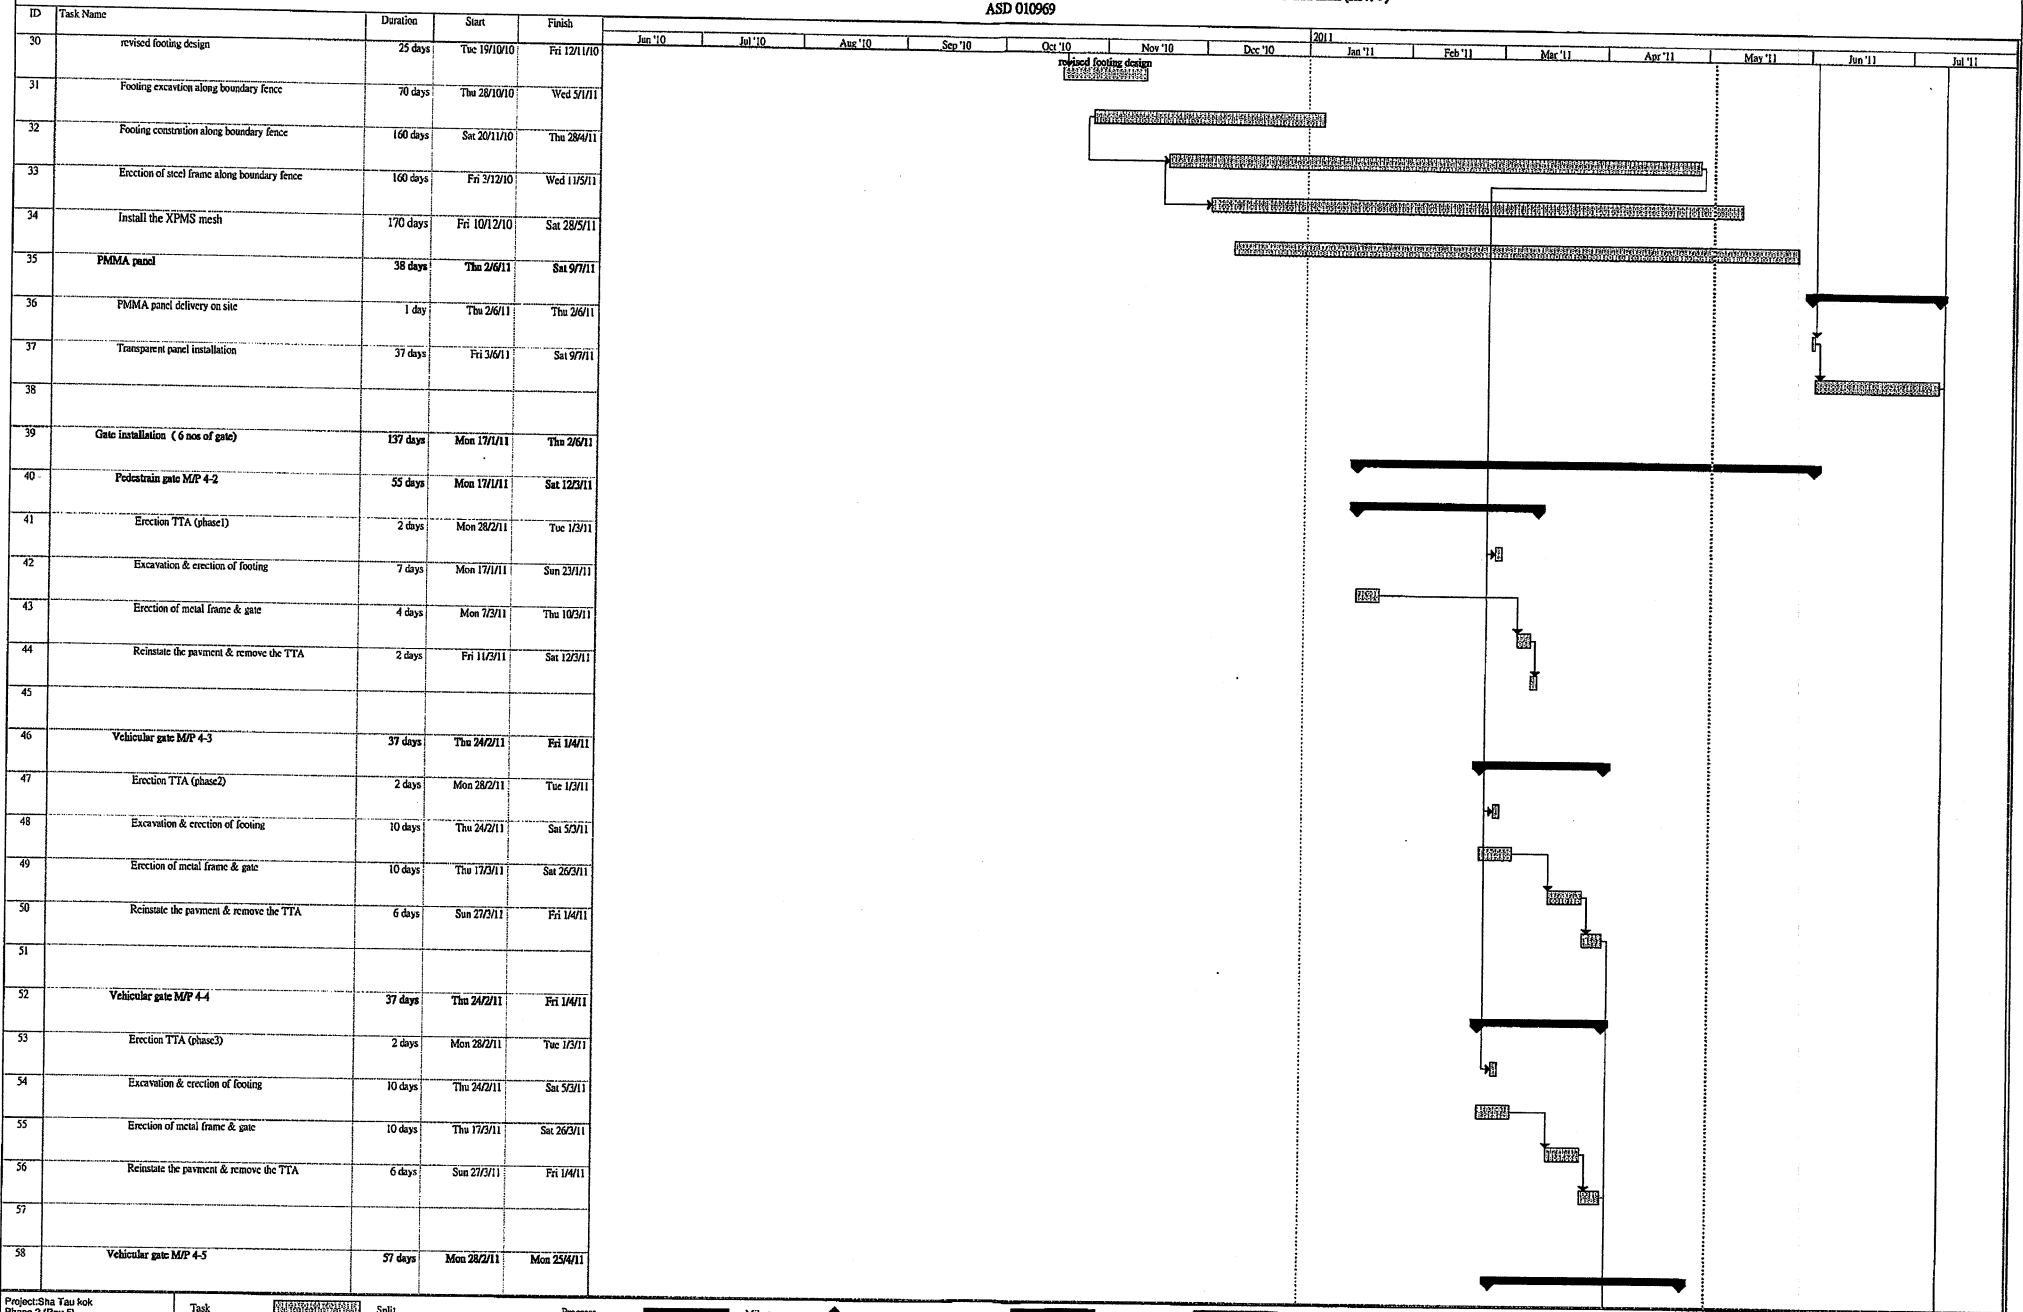 ASD 010969
ID Task Name Duration Start Finish
2011
Jun '10 Jul '10 Aug '10 Sep '10 Oct '10 Nov '10 Dec '10 Jan '11 Feb '11 Mar '11 Apr '11 May '11 Jun '11 Jul '11
30 revised footing design 25 days Tue 19/10/10 Fri 12/11/10
revised footing design
31 Footing excavtion along boundary fence 70 days Thu 28/10/10 Wed 5/1/11
32 Footing constrution along boundary fence 160 days Sat 20/11/10 Thu 28/4/11
33 Erection of steel frame along boundary fence 160 days Fri 3/12/10 Wed 11/5/11
34 Install the XPMS mesh 170 days Fri 10/12/10 Sat 28/5/11
35 PMMA panel 38 days Thu 2/6/11 Sat 9/7/11
36 PMMA panel delivery on site 1 day Thu 2/6/11 Thu 2/6/11
37 Transparent panel installation 37 days Fri 3/6/11 Sat 9/7/11
38
39 Gate installation ( 6 nos of gate) 137 days Mon 17/1/11 Thu 2/6/11
40 Pedestrain gate M/P 4-2 55 days Mon 17/1/11 Sat 12/3/11
41 Erection TTA (phase1) 2 days Mon 28/2/11 Tue 1/3/11
42 Excavation & erection of footing 7 days Mon 17/1/11 Sun 23/1/11
43 Erection of metal frame & gate 4 days Mon 7/3/11 Thu 10/3/11
44 Reinstate the pavment & remove the TTA 2 days Fri 11/3/11 Sat 12/3/11
45
46 Vehicular gate M/P 4-3 37 days Thu 24/2/11 Fri 1/4/11
47 Erection TTA (phase2) 2 days Mon 28/2/11 Tue 1/3/11
48 Excavation & erection of footing 10 days Thu 24/2/11 Sat 5/3/11
49 Erection of metal frame & gate 10 days Thu 17/3/11 Sat 26/3/11
50 Reinstate the pavment & remove the TTA 6 days Sun 27/3/11 Fri 1/4/11
51
52 Vehicular gate M/P 4-4 37 days Thu 24/2/11 Fri 1/4/11
53 Erection TTA (phase3) 2 days Mon 28/2/11 Tue 1/3/11
54 Excavation & erection of footing 10 days Thu 24/2/11 Sat 5/3/11
55 Erection of metal frame & gate 10 days Thu 17/3/11 Sat 26/3/11
56 Reinstate the pavment & remove the TTA 6 days Sun 27/3/11 Fri 1/4/11
57
58 Vehicular gate M/P 4-5 57 days Mon 28/2/11 Mon 25/4/11
Project:Sha Tau kok
Task Split